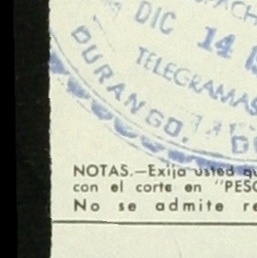 DIC 14
TELEGRAMAS
DURANGO.
NOTAS.—Exija usted
con el corte en "PES
No se admite